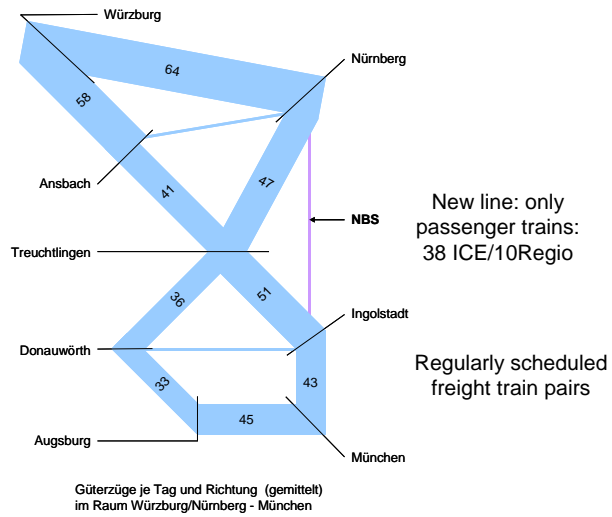 Würzburg
64
Nürnberg
58
Ansbach
41
47
NBS
New line: only
passenger trains:
38 ICE/10Regio
Treuchtlingen
36
51
Ingolstadt
Donauwörth
33
43
Regularly scheduled
freight train pairs
45
Augsburg
München
Güterzüge je Tag und Richtung (gemittelt)
im Raum Würzburg/Nürnberg - München